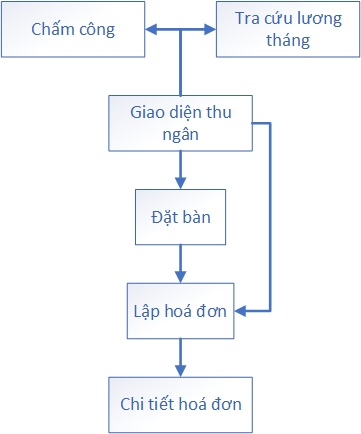 Chấm công
Tra cứu lương
tháng
Giao diện thu
ngân
Đặt bàn
Lập hoá đơn
Chi tiết hoá đơn